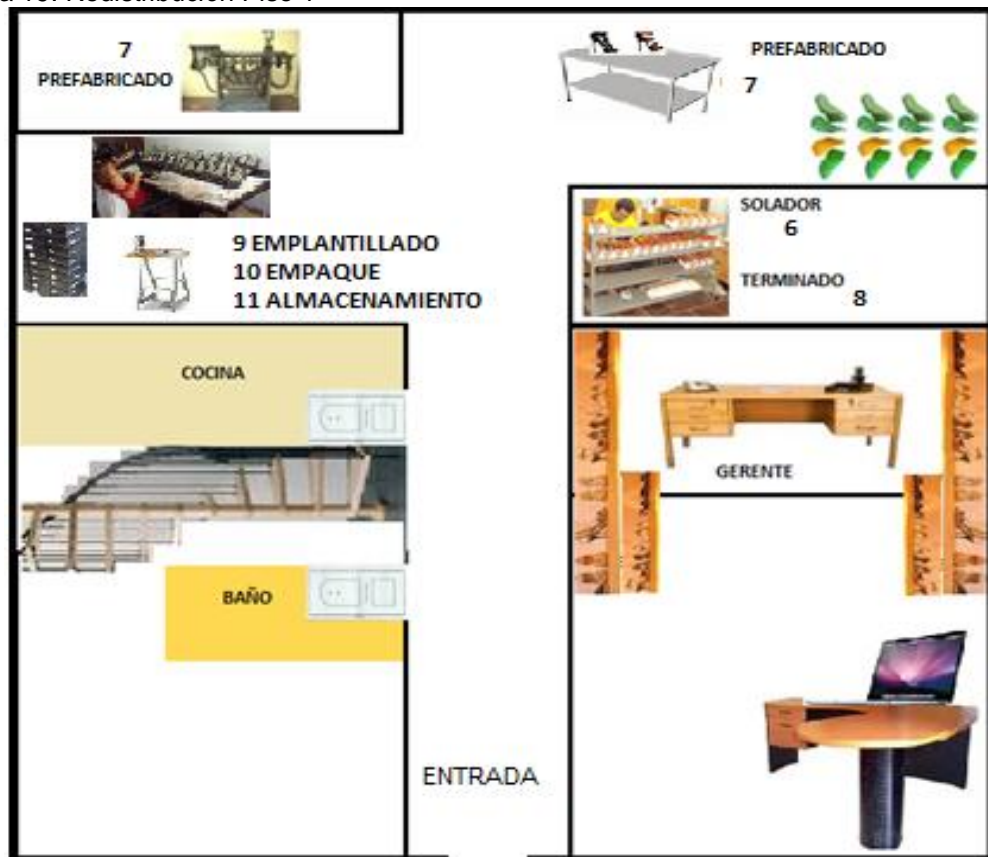 7
PREFABRICADO
PREFABRICADO
7
9 EMPLANTILLADO
10 EMPAQUE
11 ALMACENAMIENTO
SOLADOR
6
TERMINADO
8
COCINA
GERENTE
BAÑO
ENTRADA